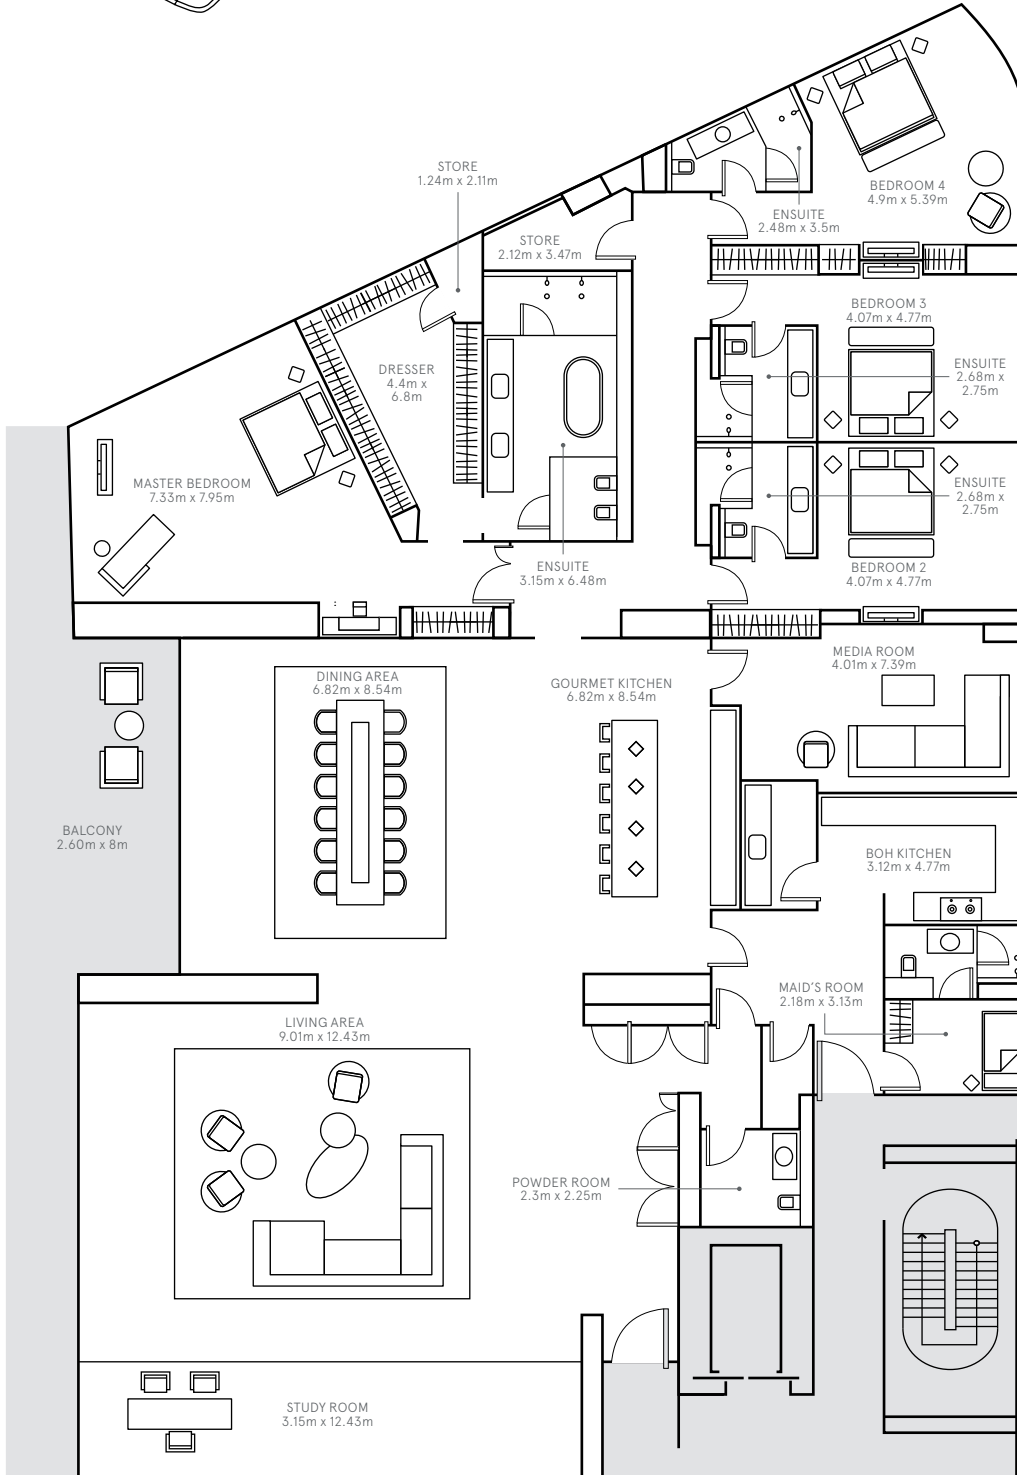 STORE
1.24m x 2.11m
BEDROOM 4
4.9m x 5.39m
ENSUITE
2.48m x 3.5m
STORE
2.12m x 3.47m
BEDROOM 3
4.07m x 4.77m
DRESSER
4.4m x
6.8m
ENSUITE
2.68m x
2.75m
MASTER BEDROOM
7.33m x 7.95m
ENSUITE
2.68m x
2.75m
ENSUITE
3.15m x 6.48m
BEDROOM 2
4.07m x 4.77m
MEDIA ROOM
4.01m x 7.39m
DINING AREA
6.82m x 8.54m
GOURMET KITCHEN
6.82m x 8.54m
BALCONY
2.60m x 8m
BOH KITCHEN
3.12m x 4.77m
MAID'S ROOM
2.18m x 3.13m
LIVING AREA
9.01m x 12.43m
POWDER ROOM
2.3m x 2.25m
STUDY ROOM
3.15m x 12.43m